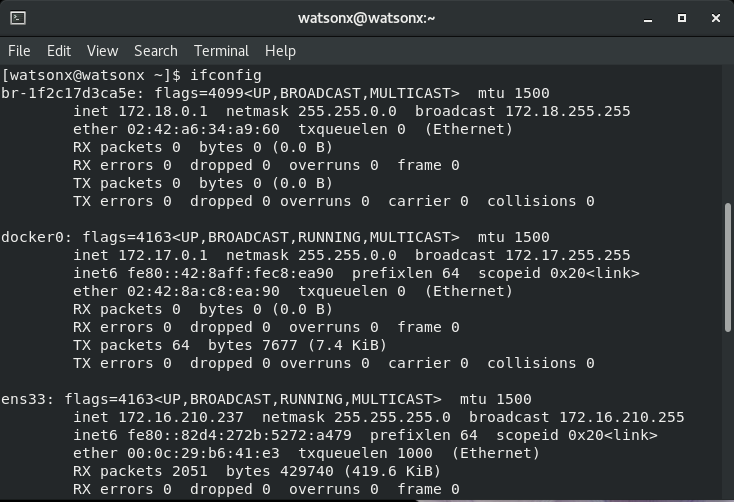 watsonx@watsonx:~
File Edit View Search Terminal Help
[watsonx@watsonx ~]$ ifconfig
br-1f2c17d3ca5e: flags=4099<UP,BROADCAST,MULTICAST>  mtu 1500
        inet 172.18.0.1  netmask 255.255.0.0  broadcast 172.18.255.255
        ether 02:42:a6:34:a9:60  txqueuelen 0  (Ethernet)
        RX packets 0  bytes 0 (0.0 B)
        RX errors 0  dropped 0  overruns 0  frame 0
        TX packets 0  bytes 0 (0.0 B)
        TX errors 0  dropped 0 overruns 0  carrier 0  collisions 0

docker0: flags=4163<UP,BROADCAST,RUNNING,MULTICAST>  mtu 1500
        inet 172.17.0.1  netmask 255.255.0.0  broadcast 172.17.255.255
        inet6 fe80::42:8aff:fec8:ea90  prefixlen 64  scopeid 0x20<link>
        ether 02:42:8a:c8:ea:90  txqueuelen 0  (Ethernet)
        RX packets 0  bytes 0 (0.0 B)
        RX errors 0  dropped 0  overruns 0  frame 0
        TX packets 64  bytes 7677 (7.4 KiB)
        TX errors 0  dropped 0 overruns 0  carrier 0  collisions 0

ens33: flags=4163<UP,BROADCAST,RUNNING,MULTICAST>  mtu 1500
        inet 172.16.210.237  netmask 255.255.255.0  broadcast 172.16.210.255
        inet6 fe80::82d4:272b:5272:a479  prefixlen 64  scopeid 0x20<link>
        ether 00:0c:29:b6:41:e3  txqueuelen 1000  (Ethernet)
        RX packets 2051  bytes 429740 (419.6 KiB)
        RX errors 0  dropped 0  overruns 0  frame 0